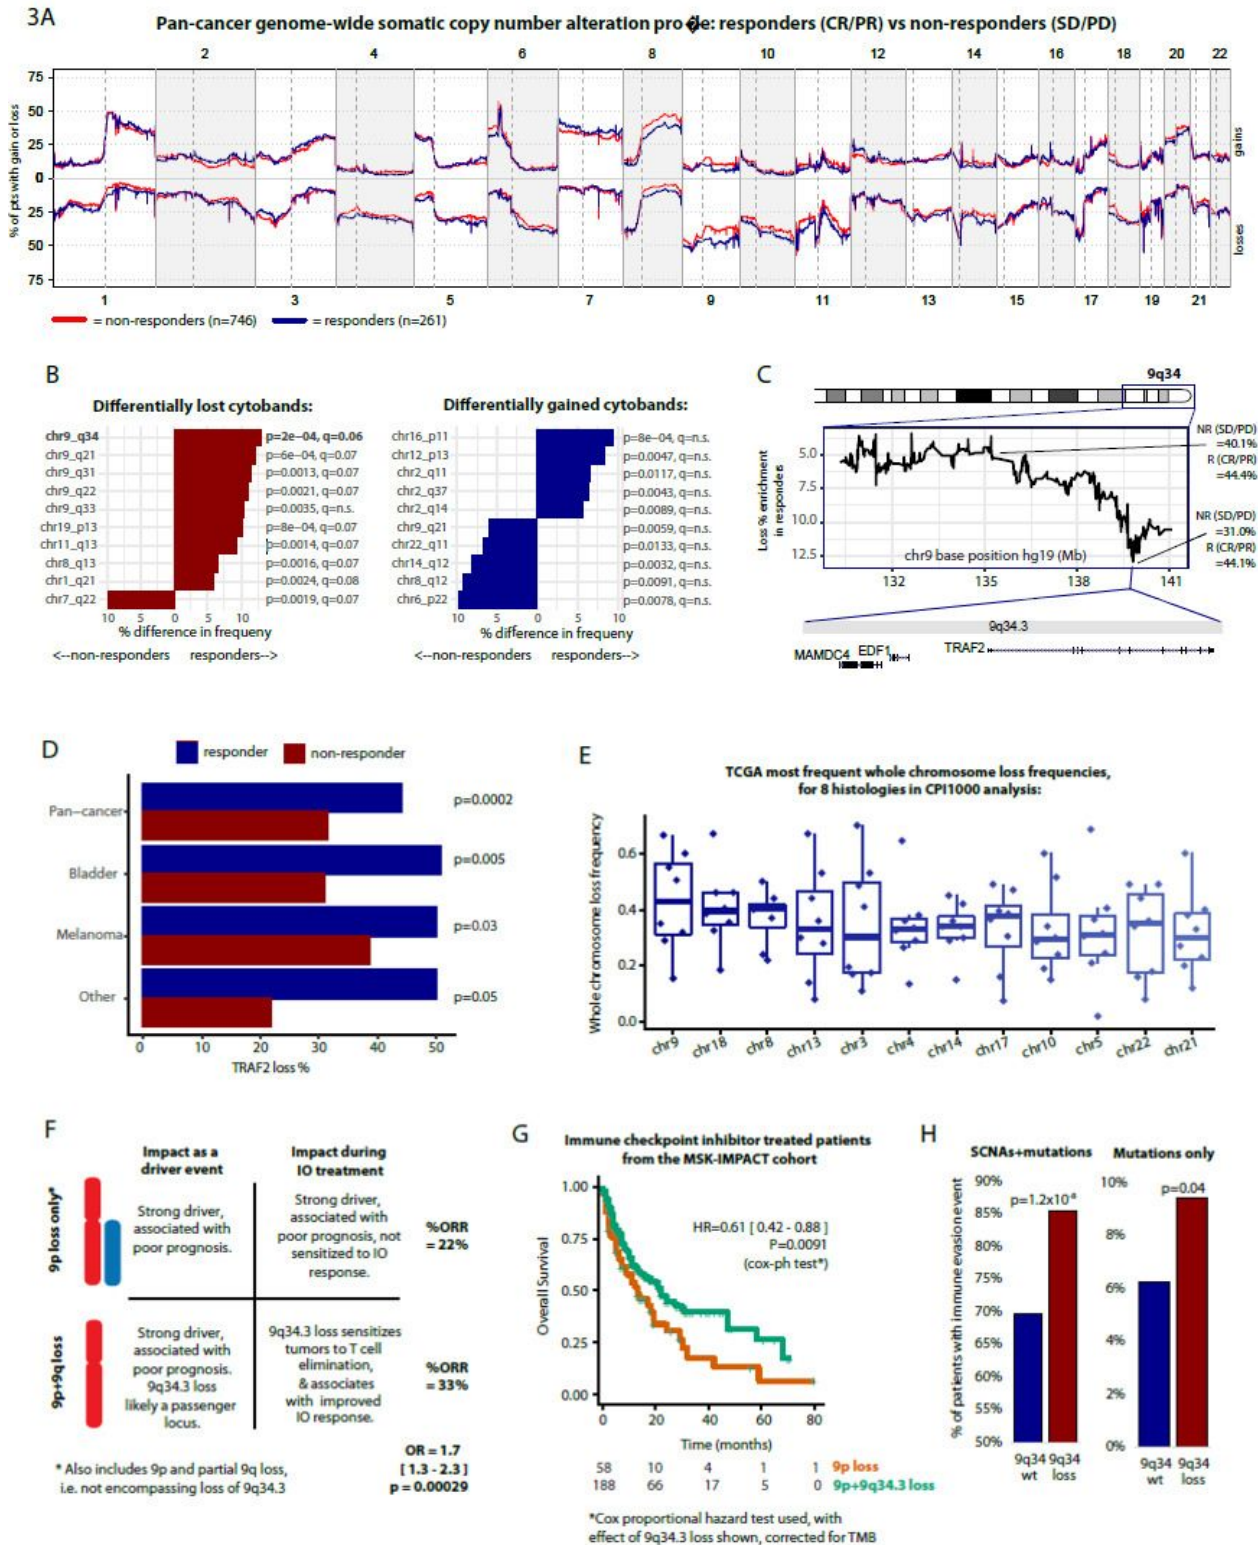 3A
Pan-cancer genome-wide somatic copy number alteration pro�e: responders (CR/PR) vs non-responders (SD/PD)
2 4 6 8 10 12 14 16 18 20 22
% of pts with gain or loss
75
50
25
0
25
50
75
gains
losses
1 3 5 7 9 11 13 15 17 19 21
= non-responders (n=746) = responders (n=261)
B
Differentially lost cytobands:
chr9_q34 p=2e-04, q=0.06
chr9_q21 p=6e-04, q=0.07
chr9_q31 p=0.0013, q=0.07
chr9_q22 p=0.0021, q=0.07
chr9_q33 p=0.0035, q=n.s.
chr19_p13 p=8e-04, q=0.07
chr11_q13 p=0.0014, q=0.07
chr8_q13 p=0.0016, q=0.07
chr1_q21 p=0.0024, q=0.08
chr7_q22 p=0.0019, q=0.07
10 5 0 5 10
% difference in frequeny
<--non-responders responders-->
Differentially gained cytobands:
chr16_p11 p=8e-04, q=n.s.
chr12_p13 p=0.0047, q=n.s.
chr2_q11 p=0.0117, q=n.s.
chr2_q37 p=0.0043, q=n.s.
chr2_q14 p=0.0089, q=n.s.
chr9_q21 p=0.0059, q=n.s.
chr22_q11 p=0.0133, q=n.s.
chr14_q12 p=0.0032, q=n.s.
chr8_q12 p=0.0091, q=n.s.
chr6_p22 p=0.0078, q=n.s.
10 5 0 5 10
% difference in frequeny
<--non-responders responders-->
C
9q34
Loss % enrichment
in responders
5.0
7.5
10.0
12.5
chr9 base position hg19 (Mb)
132 135 138 141
NR (SD/PD)
=40.1%
R (CR/PR)
=44.4%
NR (SD/PD)
=31.0%
R (CR/PR)
=44.1%
9q34.3
MAMDC4 EDF1 TRAF2
D
responder non-responder
Pan-cancer p=0.0002
Bladder p=0.005
Melanoma p=0.03
Other p=0.05
0 10 20 30 40 50
TRAF2 loss %
E
TCGA most frequent whole chromosome loss frequencies,
for 8 histologies in CPI1000 analysis:
Whole chromosome loss frequency
0.6
0.4
0.2
0.0
chr9 chr18 chr8 chr13 chr3 chr4 chr14 chr17 chr10 chr5 chr22 chr21
F
Impact as a
driver event
Impact during
IO treatment
9p loss only*
Strong driver,
associated with
poor prognosis.
Strong driver,
associated with
poor prognosis, not
sensitized to IO
response.
%ORR
= 22%
9p+9q loss
Strong driver,
associated with
poor prognosis.
9q34.3 loss
likely a passenger
locus.
9q34.3 loss sensitizes
tumors to T cell
elimination,
& associates
with improved
IO response.
%ORR
= 33%
* Also includes 9p and partial 9q loss,
i.e. not encompassing loss of 9q34.3
OR = 1.7
[ 1.3 - 2.3 ]
p = 0.00029
G
Immune checkpoint inhibitor treated patients
from the MSK-IMPACT cohort
Overall Survival
1.00
0.75
0.50
0.25
0.00
HR=0.61 [ 0.42 - 0.88 ]
P=0.0091
(cox-ph test*)
0 20 40 60 80
Time (months)
58 10 4 1 1 9p loss
188 66 17 5 0 9p+9q34.3 loss
*Cox proportional hazard test used, with
effect of 9q34.3 loss shown, corrected for TMB
H
SCNAs+mutations
% of patients with immune evasion event
90%
85%
80%
75%
70%
65%
60%
55%
50%
p=1.2x10
9q34
wt
9q34
loss
Mutations only
10%
8%
6%
4%
2%
0%
p=0.04
9q34
wt
9q34
loss